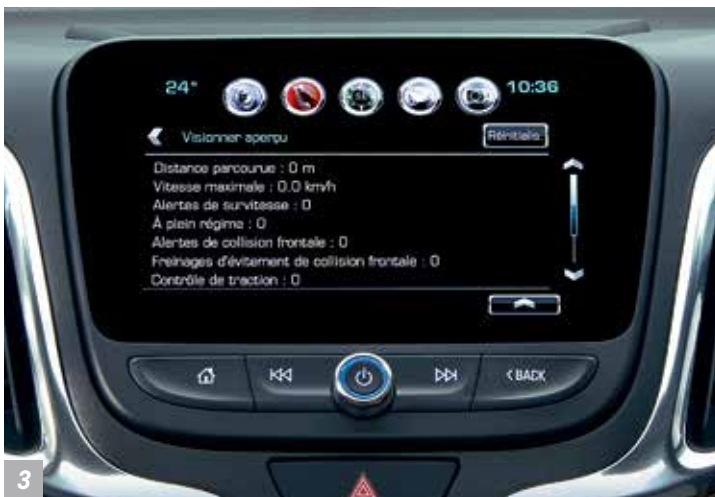 24° 10:36
Visionner aperçu Réinitialis.
Distance parcourue : 0 m
Vitesse maximale : 0.0 km/h
Alertes de survitesse : 0
À plein régime : 0
Alertes de collision frontale : 0
Freinages d'évitement de collision frontale : 0
Contrôle de traction : 0
BACK
3